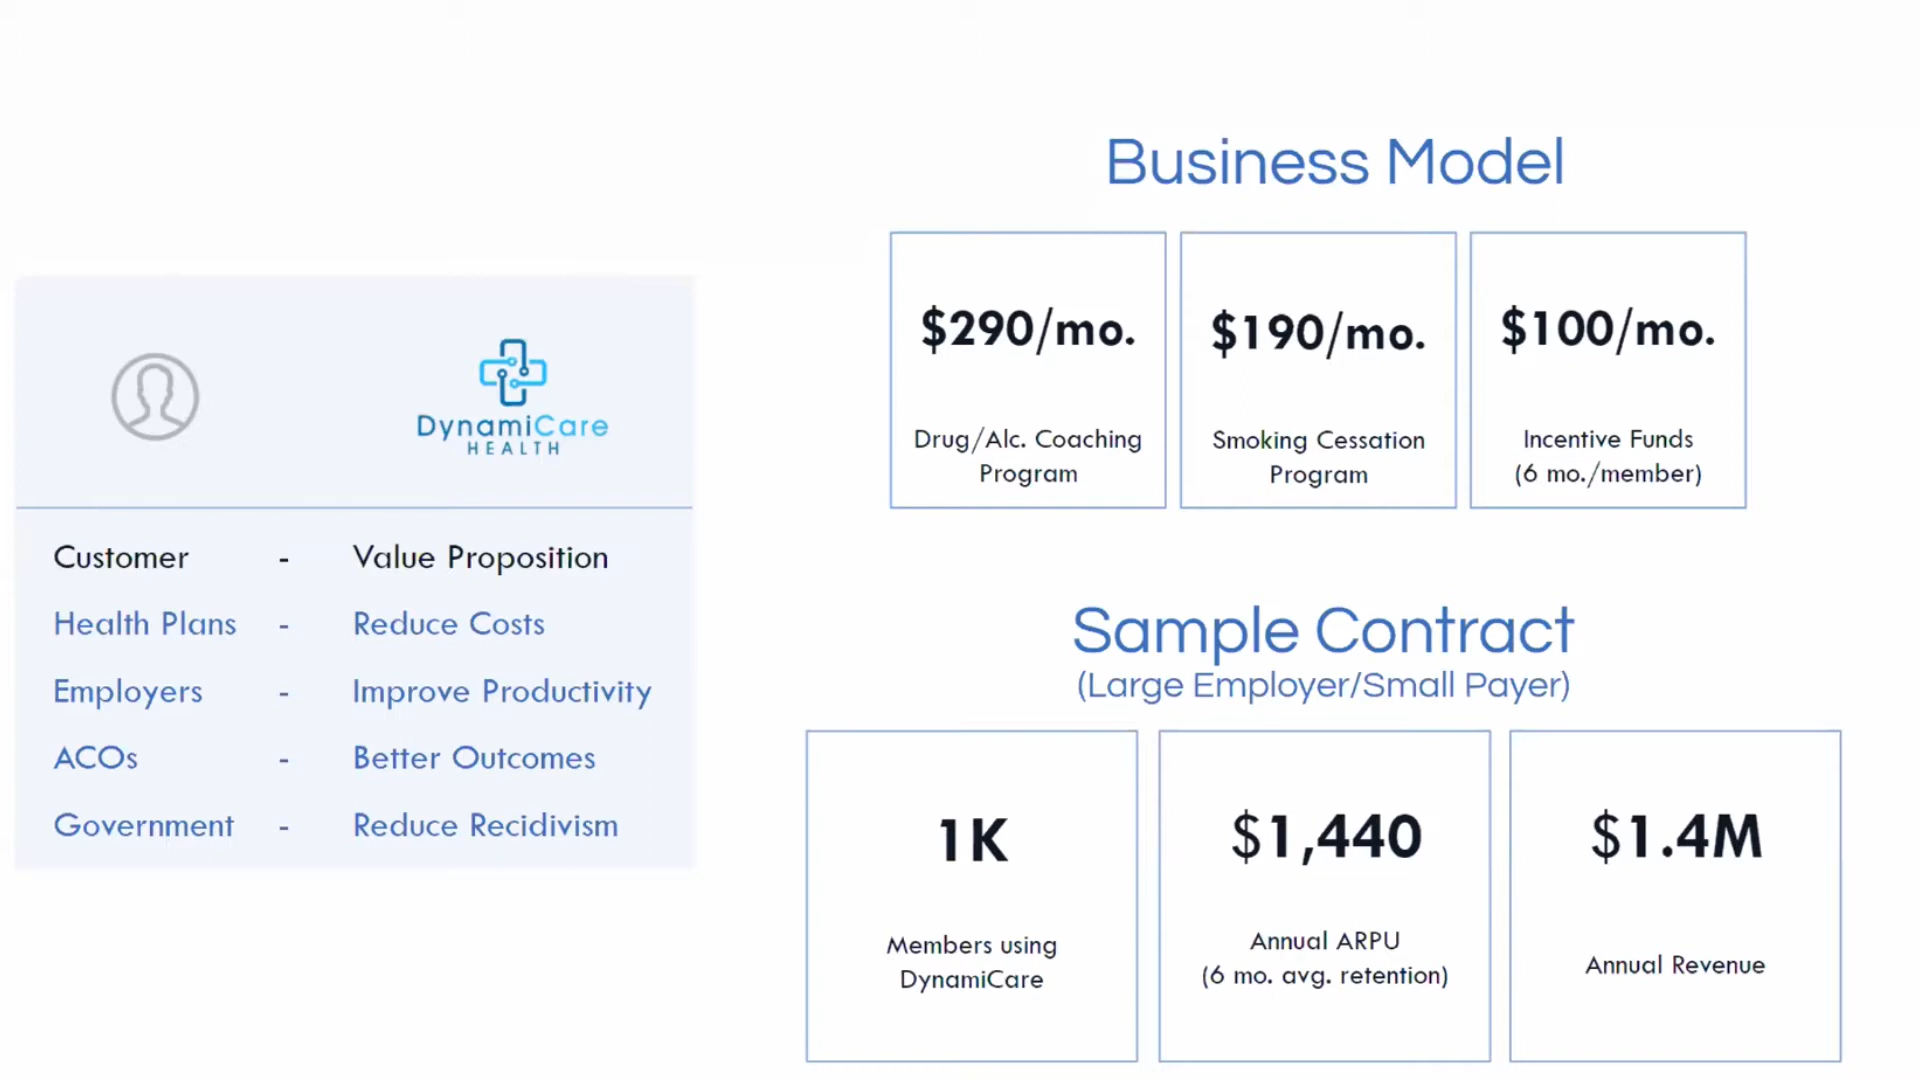 DynamiCare
HEALTH
Customer - Value Proposition
Health Plans - Reduce Costs
Employers - Improve Productivity
ACOs - Better Outcomes
Government - Reduce Recidivism
Business Model
$290/mo.
Drug/Alc. Coaching
Program
$190/mo.
Smoking Cessation
Program
$100/mo.
Incentive Funds
(6 mo./member)
Sample Contract
(Large Employer/Small Payer)
1K
Members using
DynamiCare
$1,440
Annual ARPU
(6 mo. avg. retention)
$1.4M
Annual Revenue